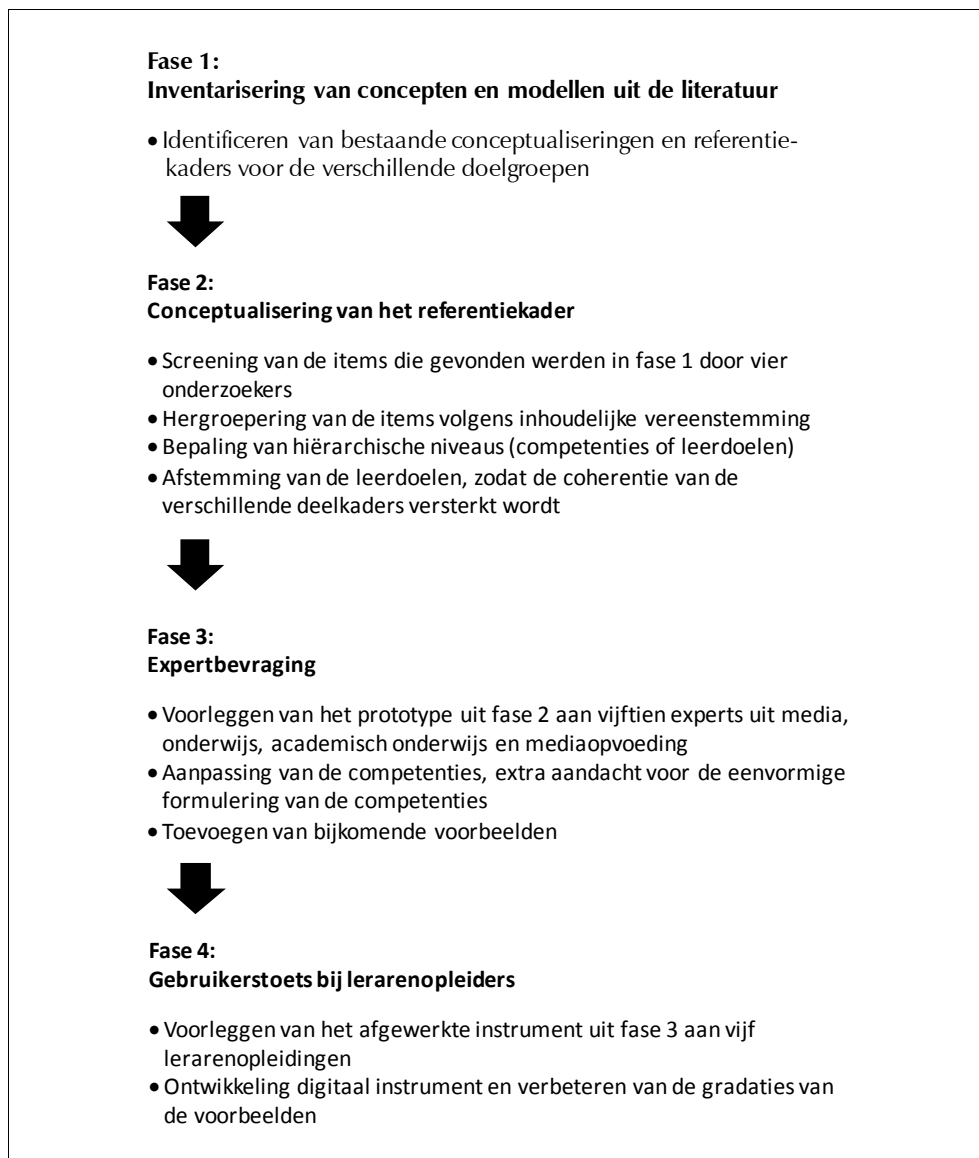 Fase 1:
Inventarisering van concepten en modellen uit de literatuur
• Identificeren van bestaande conceptualiseringen en referentie-
kaders voor de verschillende doelgroepen
Fase 2:
Conceptualisering van het referentiekader
• Screening van de items die gevonden werden in fase 1 door vier
onderzoekers
• Hergroepering van de items volgens inhoudelijke vereenstemming
• Bepaling van hiërarchische niveaus (competenties of leerdoelen)
• Afstemming van de leerdoelen, zodat de coherentie van de
verschillende deelkaders versterkt wordt
Fase 3:
Expertbevraging
• Voorleggen van het prototype uit fase 2 aan vijftien experts uit media,
onderwijs, academisch onderwijs en mediaopvoeding
• Aanpassing van de competenties, extra aandacht voor de eenvormige
formulering van de competenties
• Toevoegen van bijkomende voorbeelden
Fase 4:
Gebruikerstoets bij lerarenopleiders
• Voorleggen van het afgewerkte instrument uit fase 3 aan vijf
lerarenopleidingen
• Ontwikkeling digitaal instrument en verbeteren van de gradaties van
de voorbeelden